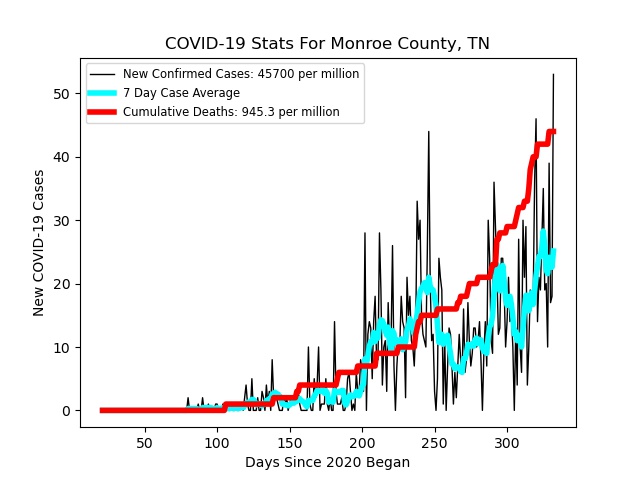 COVID-19 Stats For Monroe County, TN
New Confirmed Cases: 45700 per million
7 Day Case Average
Cumulative Deaths: 945.3 per million
New COVID-19 Cases
50
40
30
20
10
0
50 100 150 200 250 300
Days Since 2020 Began